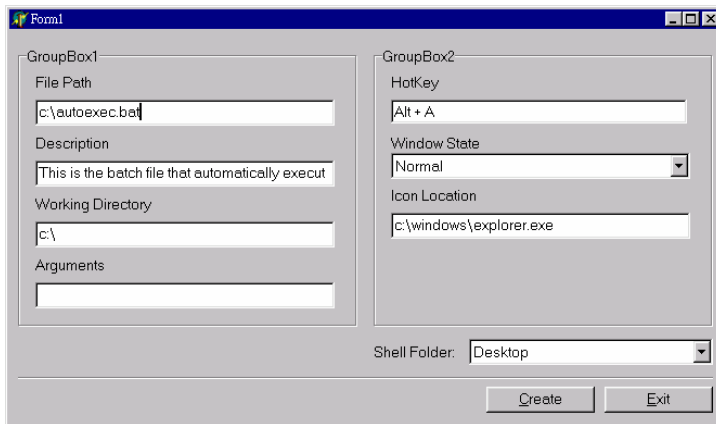 Form1
GroupBox1
File Path
c:\autoexec.bat
Description
This is the batch file that automatically execut
Working Directory
c:\
Arguments
GroupBox2
HotKey
Alt + A
Window State
Normal
Icon Location
c:\windows\explorer.exe
Shell Folder: Desktop
Create Exit